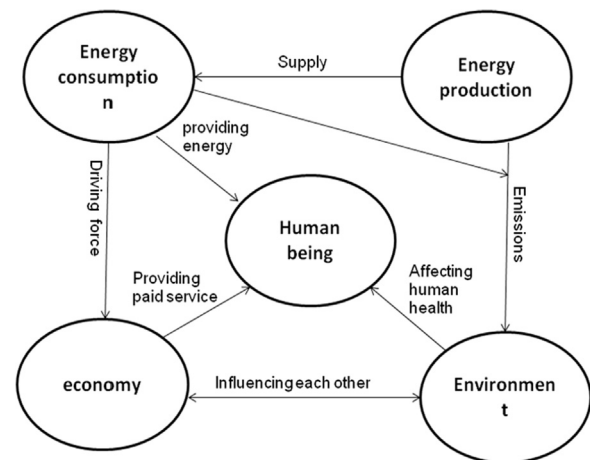 Energy
consumptio
n
Supply
Energy
production
providing
energy
Driving force
Emissions
Human
being
Providing
paid service
Affecting
human
health
economy
Influencing each other
Environmen
t